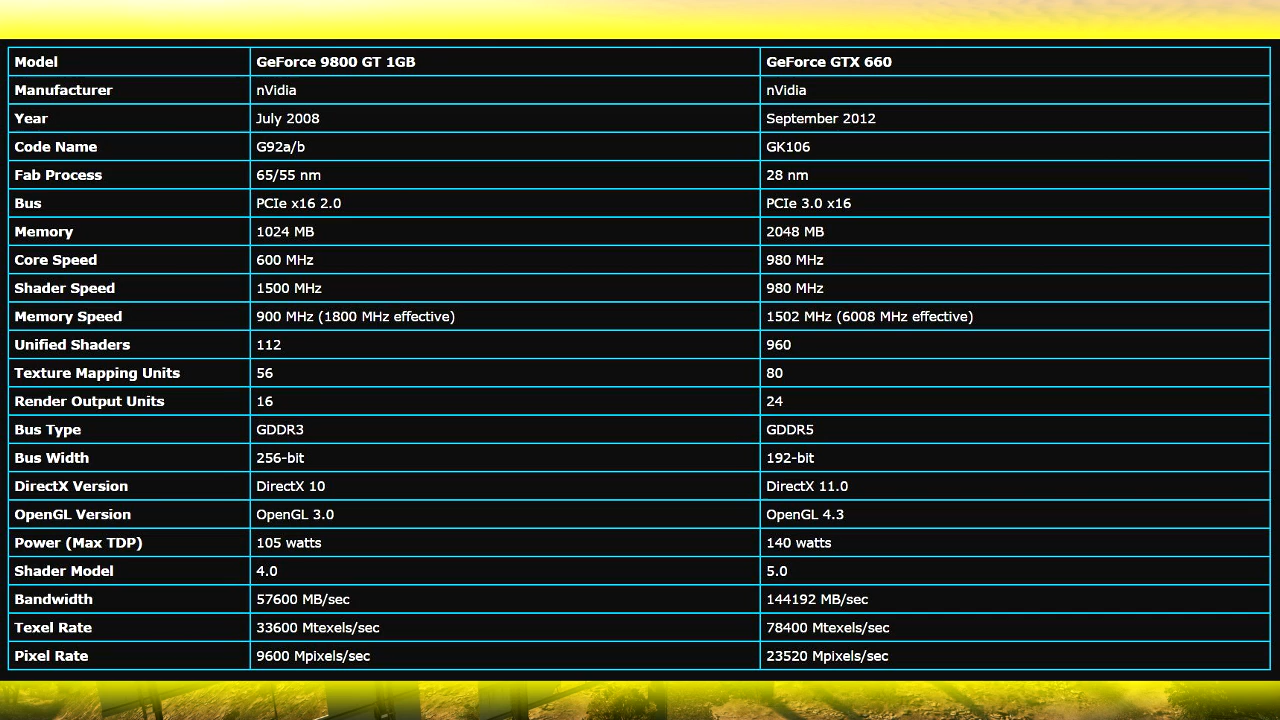 Model GeForce 9800 GT 1GB GeForce GTX 660
Manufacturer nVidia nVidia
Year July 2008 September 2012
Code Name G92a/b GK106
Fab Process 65/55 nm 28 nm
Bus PCIe x16 2.0 PCIe 3.0 x16
Memory 1024 MB 2048 MB
Core Speed 600 MHz 980 MHz
Shader Speed 1500 MHz 980 MHz
Memory Speed 900 MHz (1800 MHz effective) 1502 MHz (6008 MHz effective)
Unified Shaders 112 960
Texture Mapping Units 56 80
Render Output Units 16 24
Bus Type GDDR3 GDDR5
Bus Width 256-bit 192-bit
DirectX Version DirectX 10 DirectX 11.0
OpenGL Version OpenGL 3.0 OpenGL 4.3
Power (Max TDP) 105 watts 140 watts
Shader Model 4.0 5.0
Bandwidth 57600 MB/sec 144192 MB/sec
Texel Rate 33600 Mtexels/sec 78400 Mtexels/sec
Pixel Rate 9600 Mpixels/sec 23520 Mpixels/sec